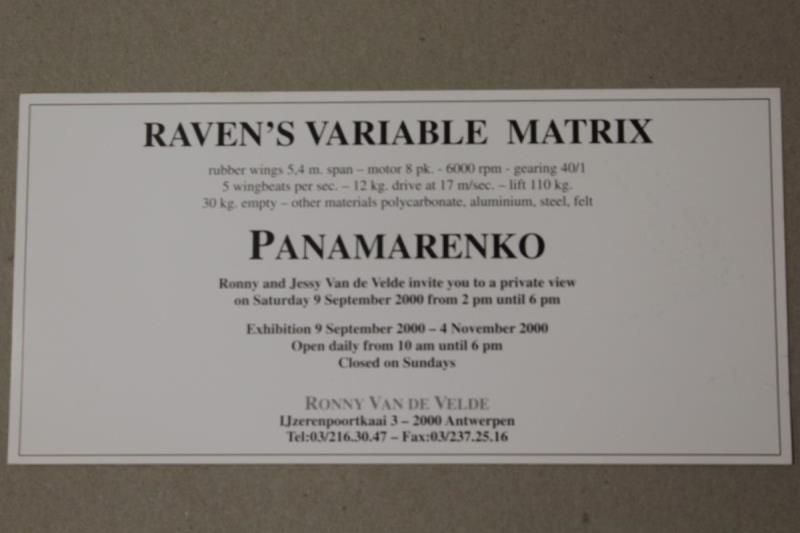 RAVEN'S VARIABLE MATRIX
rubber wings 5,4 m. span – motor 8 pk. - 6000 rpm - gearing 40/1
5 wingbeats per sec. – 12 kg. drive at 17 m/sec. – lift 110 kg.
30 kg. empty – other materials polycarbonate, aluminium, steel, felt
PANAMARENKO
Ronny and Jessy Van de Velde invite you to a private view
on Saturday 9 September 2000 from 2 pm until 6 pm
Exhibition 9 September 2000 – 4 November 2000
Open daily from 10 am until 6 pm
Closed on Sundays
RONNY VAN DE VELDE
IJzerenpoortkaai 3 – 2000 Antwerpen
Tel:03/216.30.47 – Fax:03/237.25.16